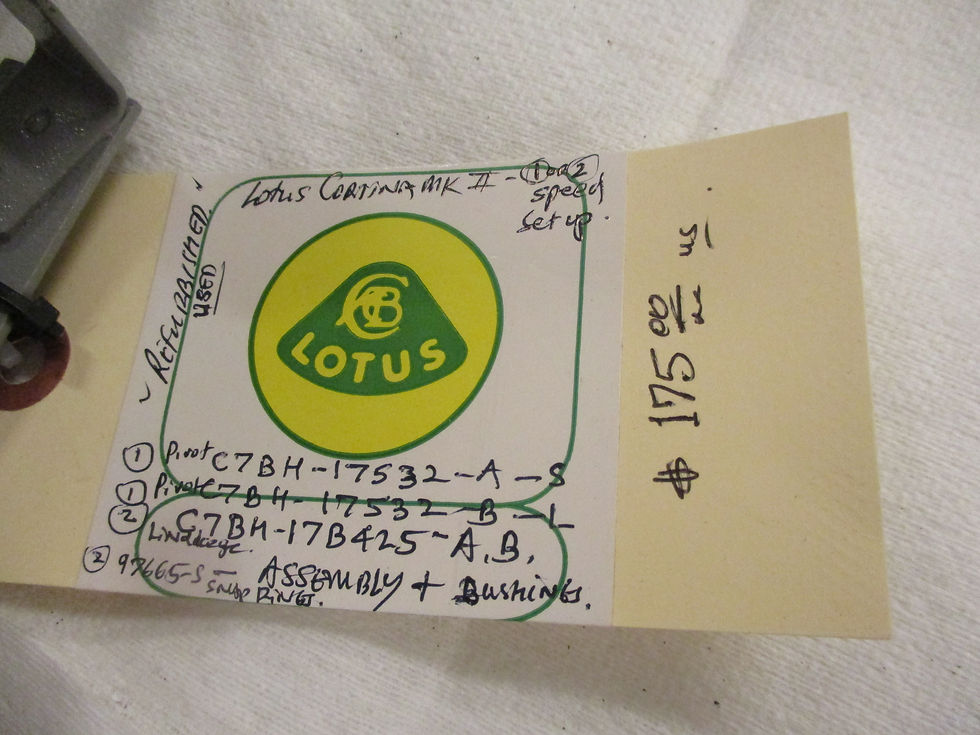 LOTUS CORTINA MK II - ① OR ②
speed
set up.
REFURBISHED
USED
ACBC
LOTUS
① Pivot C7BH-17532-A-S
① Pivot C7BH-17532-B-L
② C7BH-17B425-A,B,
② 97665-S - ASSEMBLY + BUSHINGS.
SNAP RINGS.
$ 175 00 US